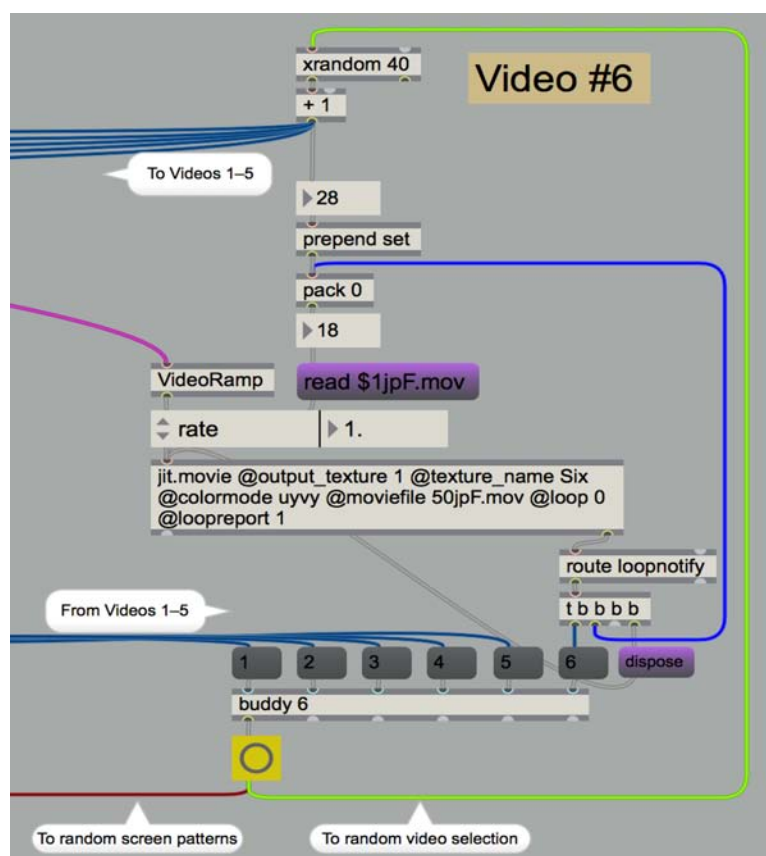 xrandom 40
Video #6
+ 1
To Videos 1–5
28
prepend set
pack 0
18
VideoRamp
read $1jpF.mov
rate
1.
jit.movie @output_texture 1 @texture_name Six
@colormode uyvy @moviefile 50jpF.mov @loop 0
@loopreport 1
route loopnotify
t b b b b
From Videos 1–5
1 2 3 4 5 6 dispose
buddy 6
To random screen patterns
To random video selection